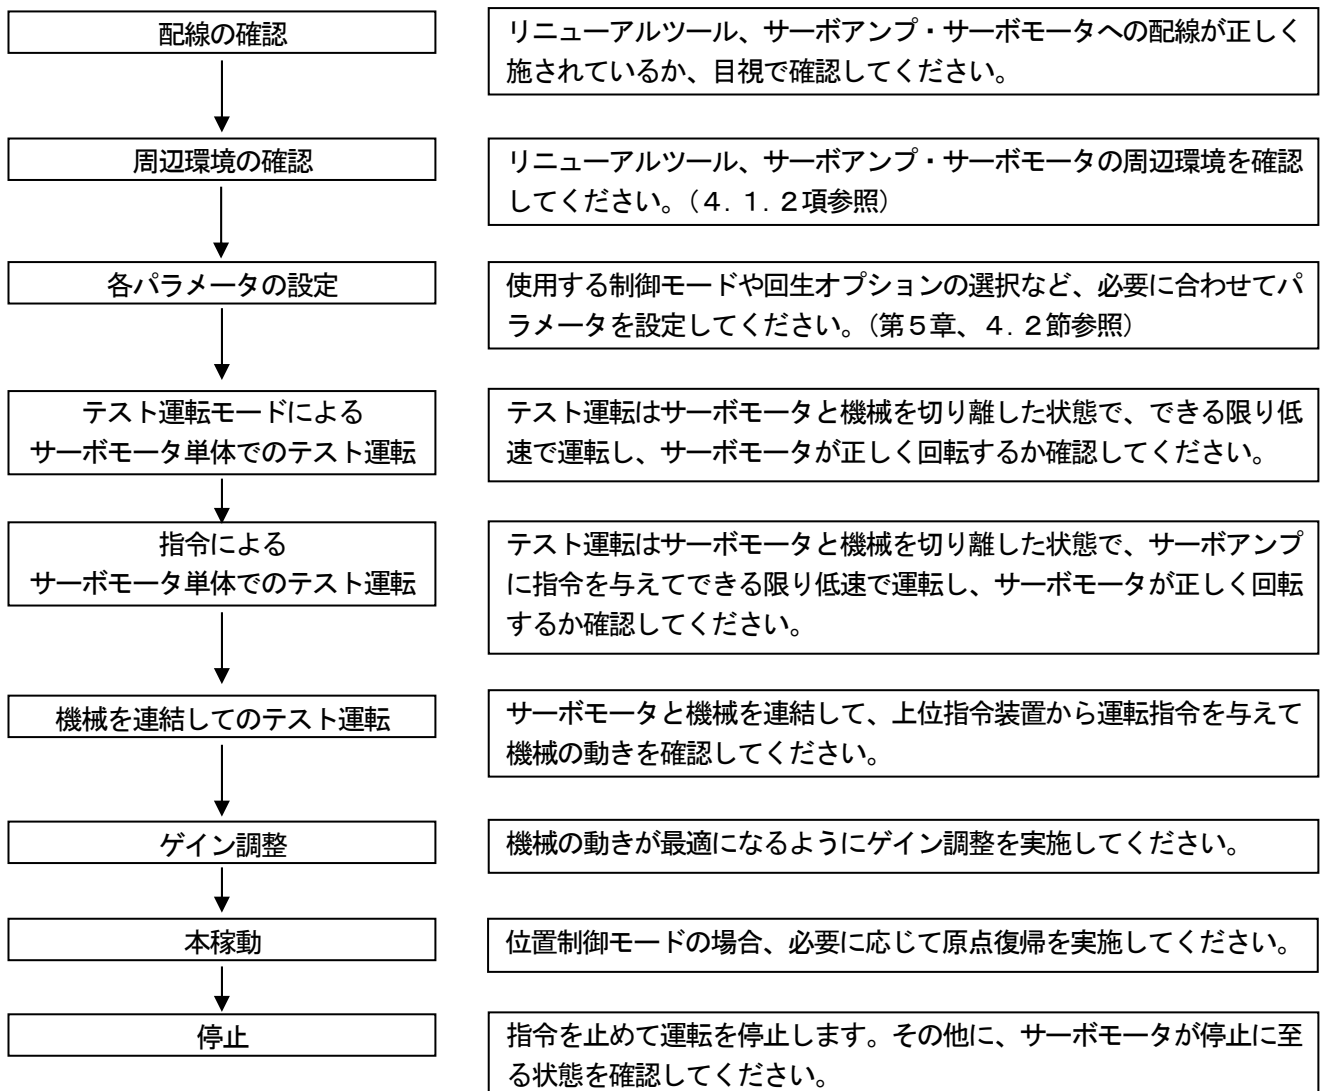 配線の確認
リニューアルツール、サーボアンプ・サーボモータへの配線が正しく
施されているか、目視で確認してください。
周辺環境の確認
リニューアルツール、サーボアンプ・サーボモータの周辺環境を確認
してください。(4.1.2項参照)
各パラメータの設定
使用する制御モードや回生オプションの選択など、必要に合わせてパ
ラメータを設定してください。(第5章、4.2節参照)
テスト運転モードによる
サーボモータ単体でのテスト運転
テスト運転はサーボモータと機械を切り離した状態で、できる限り低
速で運転し、サーボモータが正しく回転するか確認してください。
指令による
サーボモータ単体でのテスト運転
テスト運転はサーボモータと機械を切り離した状態で、サーボアンプ
に指令を与えてできる限り低速で運転し、サーボモータが正しく回転
するか確認してください。
機械を連結してのテスト運転
サーボモータと機械を連結して、上位指令装置から運転指令を与えて
機械の動きを確認してください。
ゲイン調整
機械の動きが最適になるようにゲイン調整を実施してください。
本稼動
位置制御モードの場合、必要に応じて原点復帰を実施してください。
停止
指令を止めて運転を停止します。その他に、サーボモータが停止に至
る状態を確認してください。